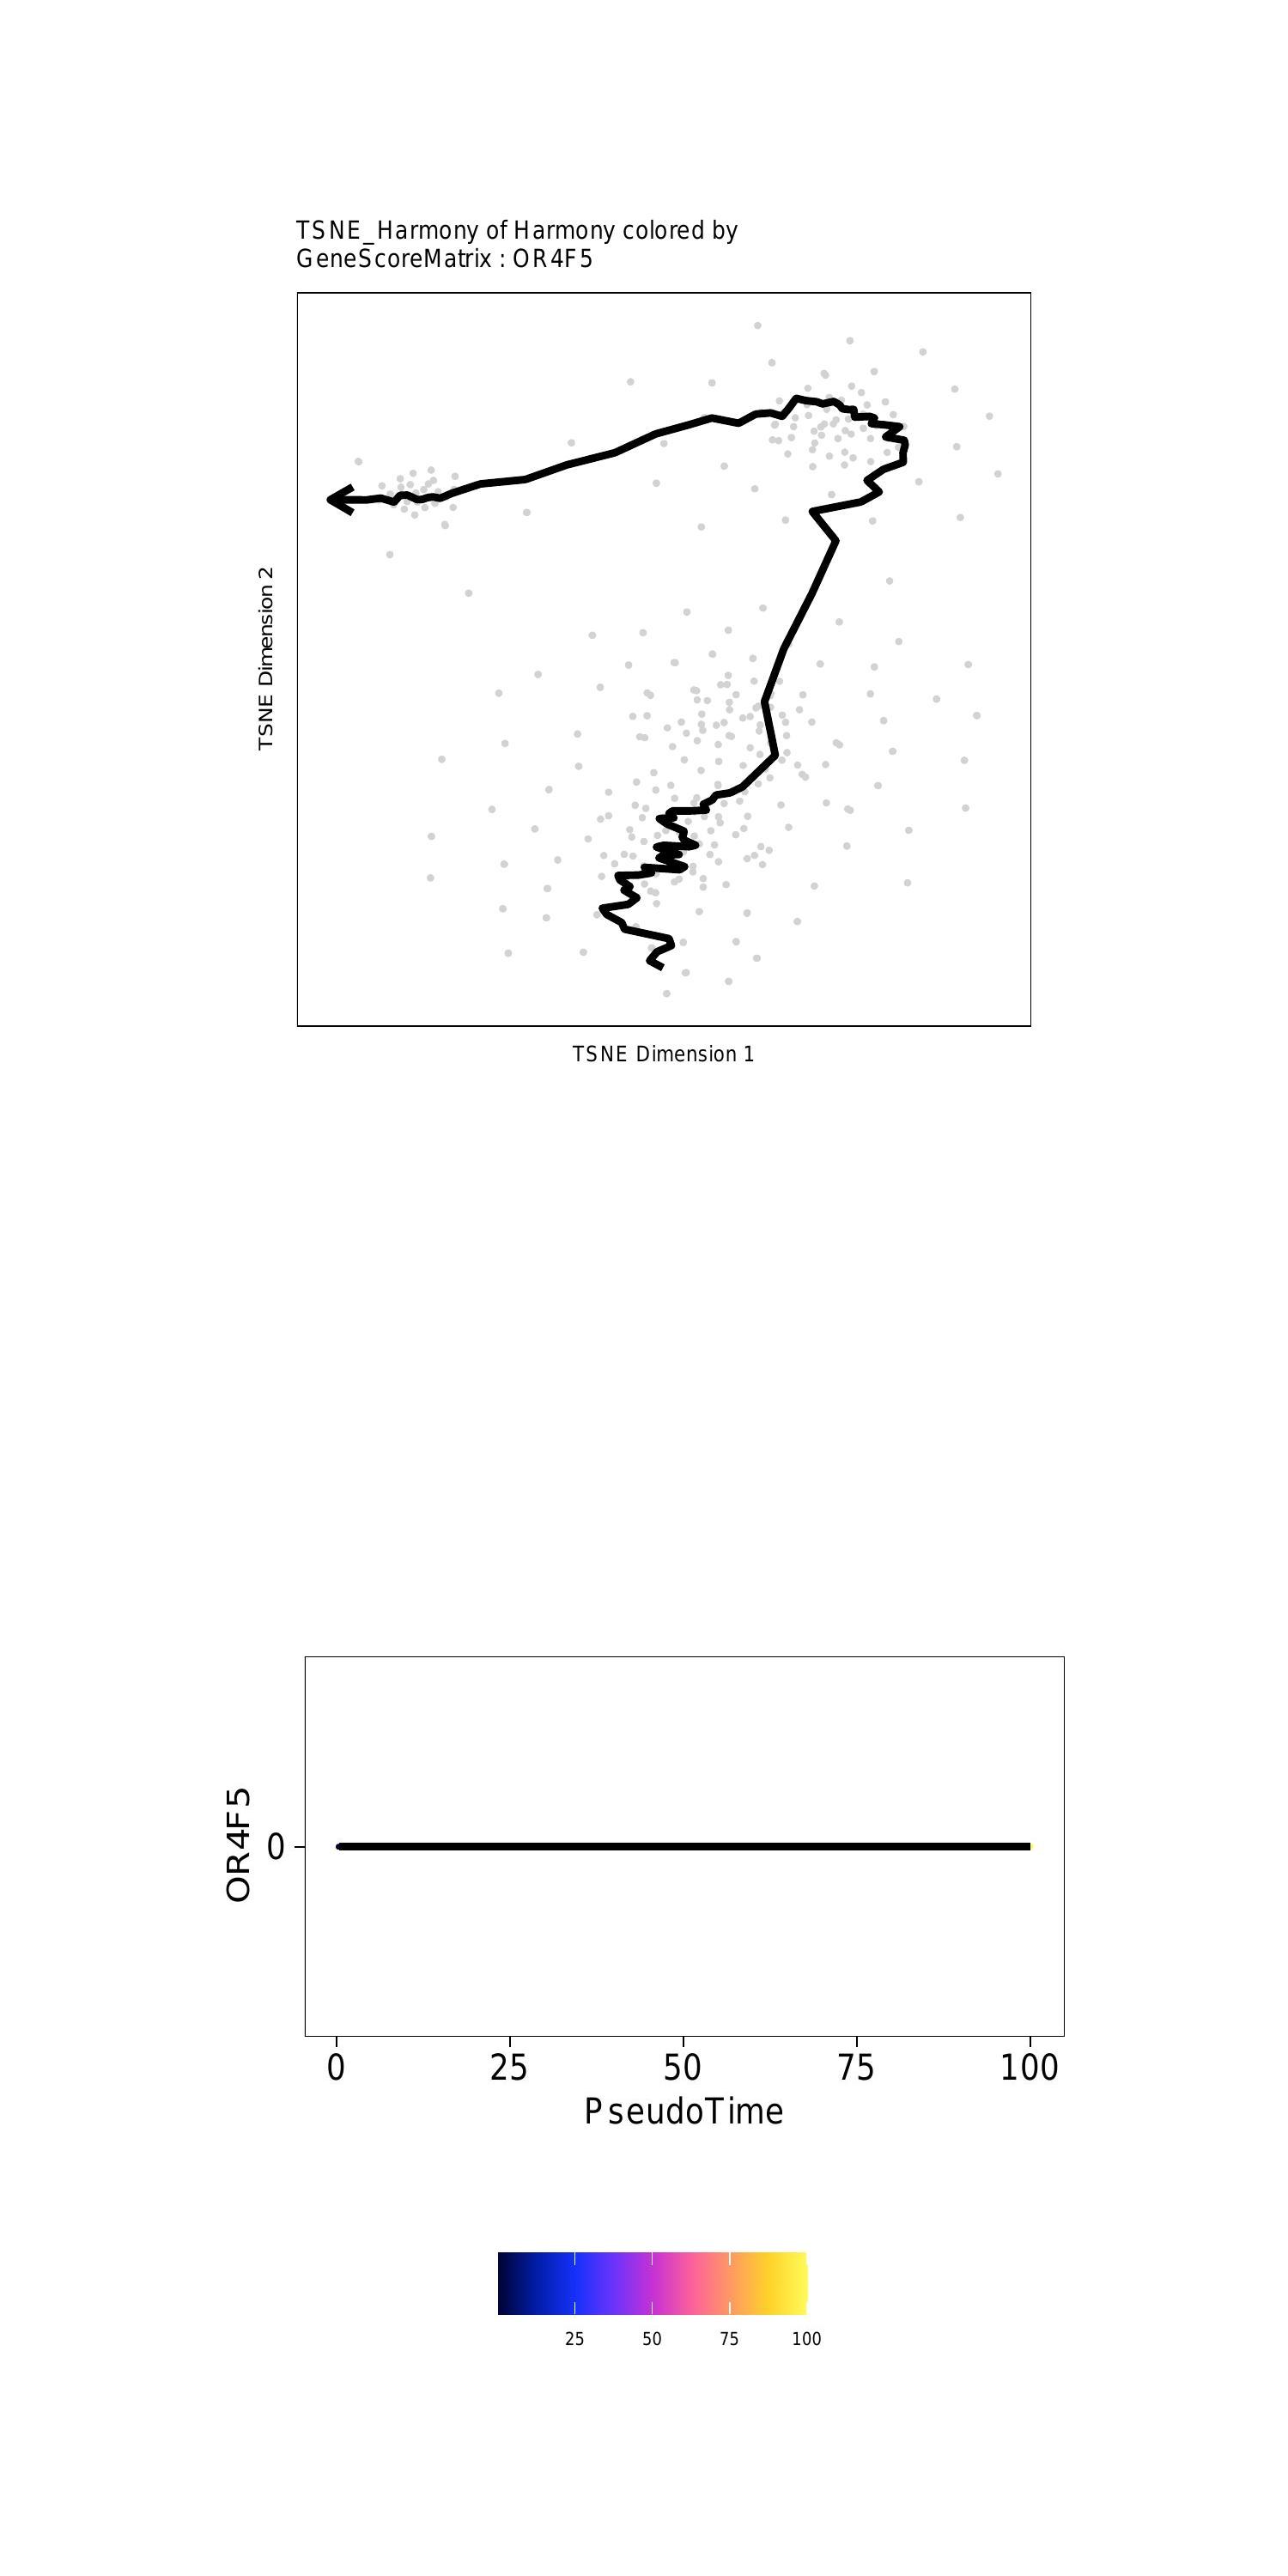 TSNE_Harmony of Harmony colored by
GeneScoreMatrix : OR4F5
TSNE Dimension 2
TSNE Dimension 1
OR4F5
0
0 25 50 75 100
PseudoTime
25 50 75 100